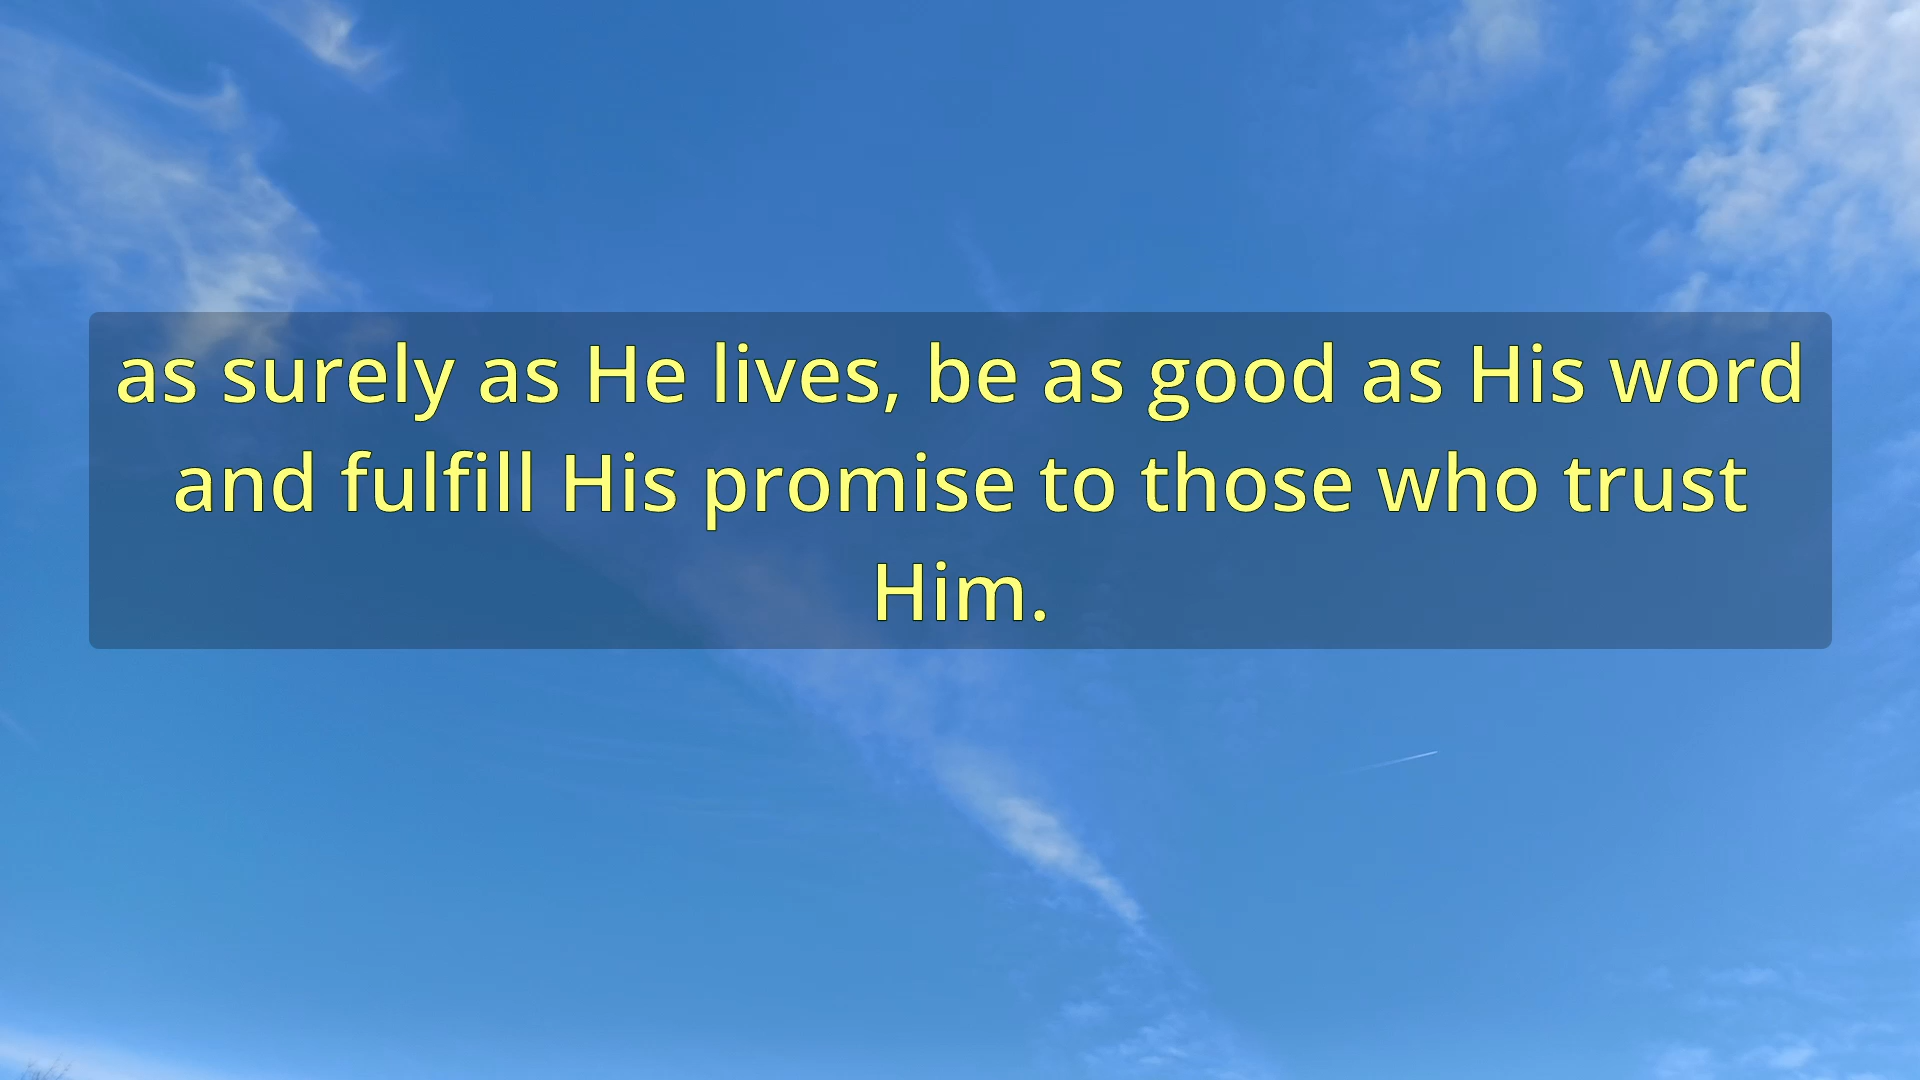 as surely as He lives, be as good as His word
and fulfill His promise to those who trust
Him.